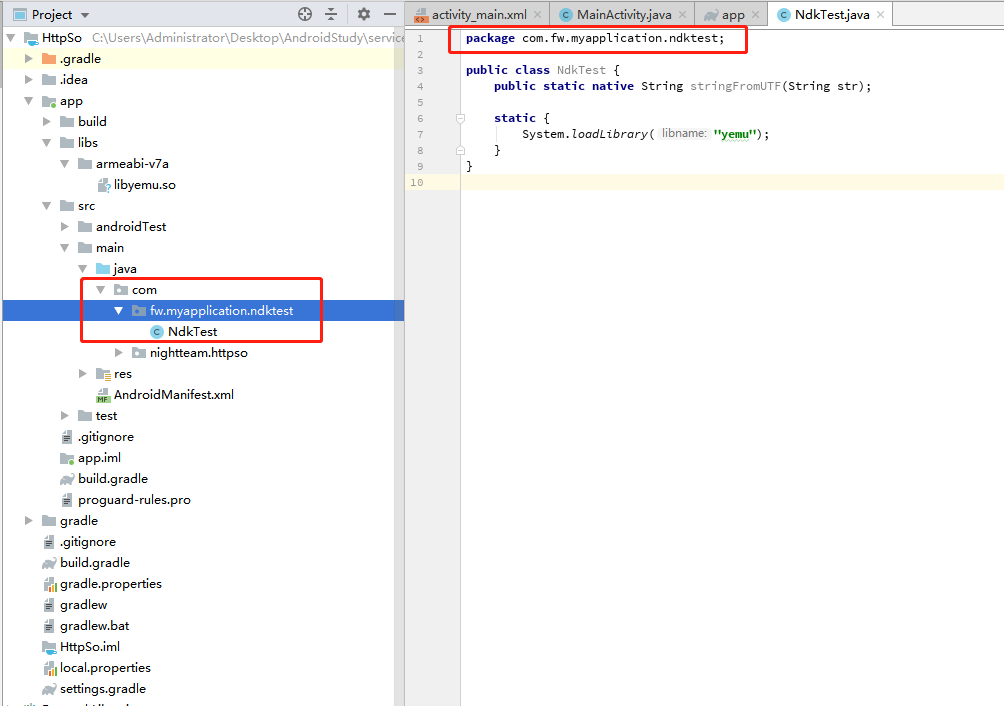 Project
HttpSo C:\Users\Administrator\Desktop\AndroidStudy\service
.gradle
.idea
app
build
libs
armeabi-v7a
libyemu.so
src
androidTest
main
java
com
fw.myapplication.ndktest
NdkTest
nightteam.httpso
res
AndroidManifest.xml
test
.gitignore
app.iml
build.gradle
proguard-rules.pro
gradle
.gitignore
build.gradle
gradle.properties
gradlew
gradlew.bat
HttpSo.iml
local.properties
settings.gradle
activity_main.xml MainActivity.java app NdkTest.java
1 package com.fw.myapplication.ndktest;
2
3 public class NdkTest {
4 public static native String stringFromUTF(String str);
5
6 static {
7 System.loadLibrary( libname: "yemu");
8 }
9 }
10